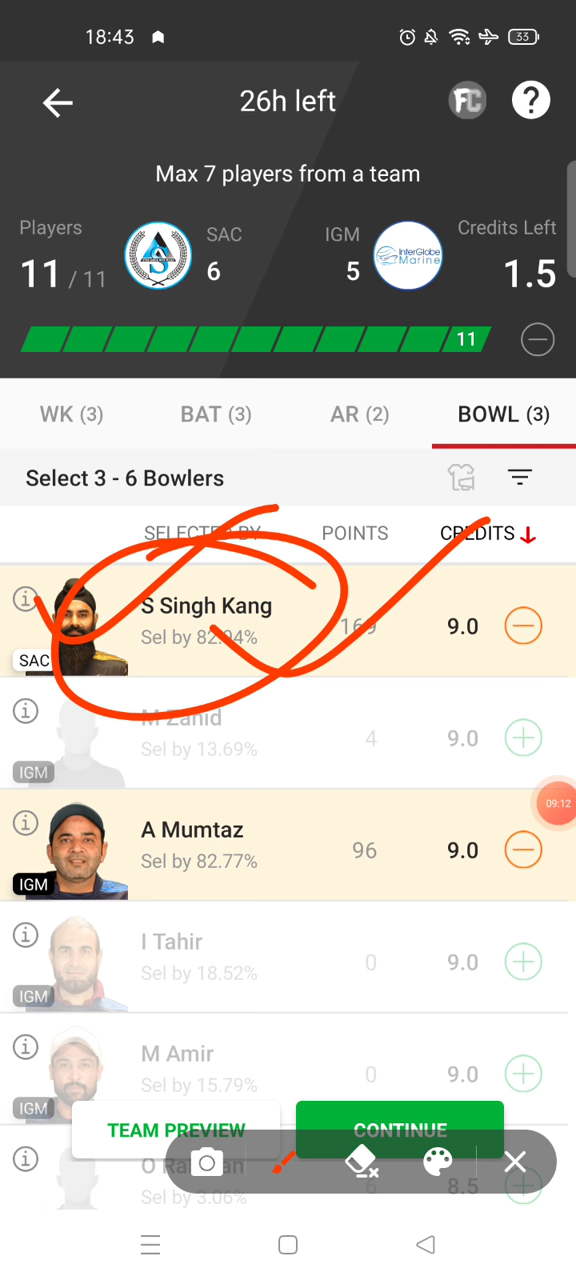 18:43
33
26h left
FC
?
Max 7 players from a team
Players
SAC
IGM
Credits Left
11 / 11
6
InterGlobe
Marine
5
1.5
11
WK (3)
BAT (3)
AR (2)
BOWL (3)
Select 3 - 6 Bowlers
SELECTED BY
POINTS
CREDITS
S Singh Kang
Sel by 82.94%
169
9.0
SAC
M Zahid
Sel by 13.69%
4
9.0
IGM
09:12
A Mumtaz
Sel by 82.77%
96
9.0
IGM
I Tahir
Sel by 18.52%
0
9.0
IGM
M Amir
Sel by 15.79%
0
9.0
IGM
TEAM PREVIEW
CONTINUE
Sel by 3.06%
6
8.5